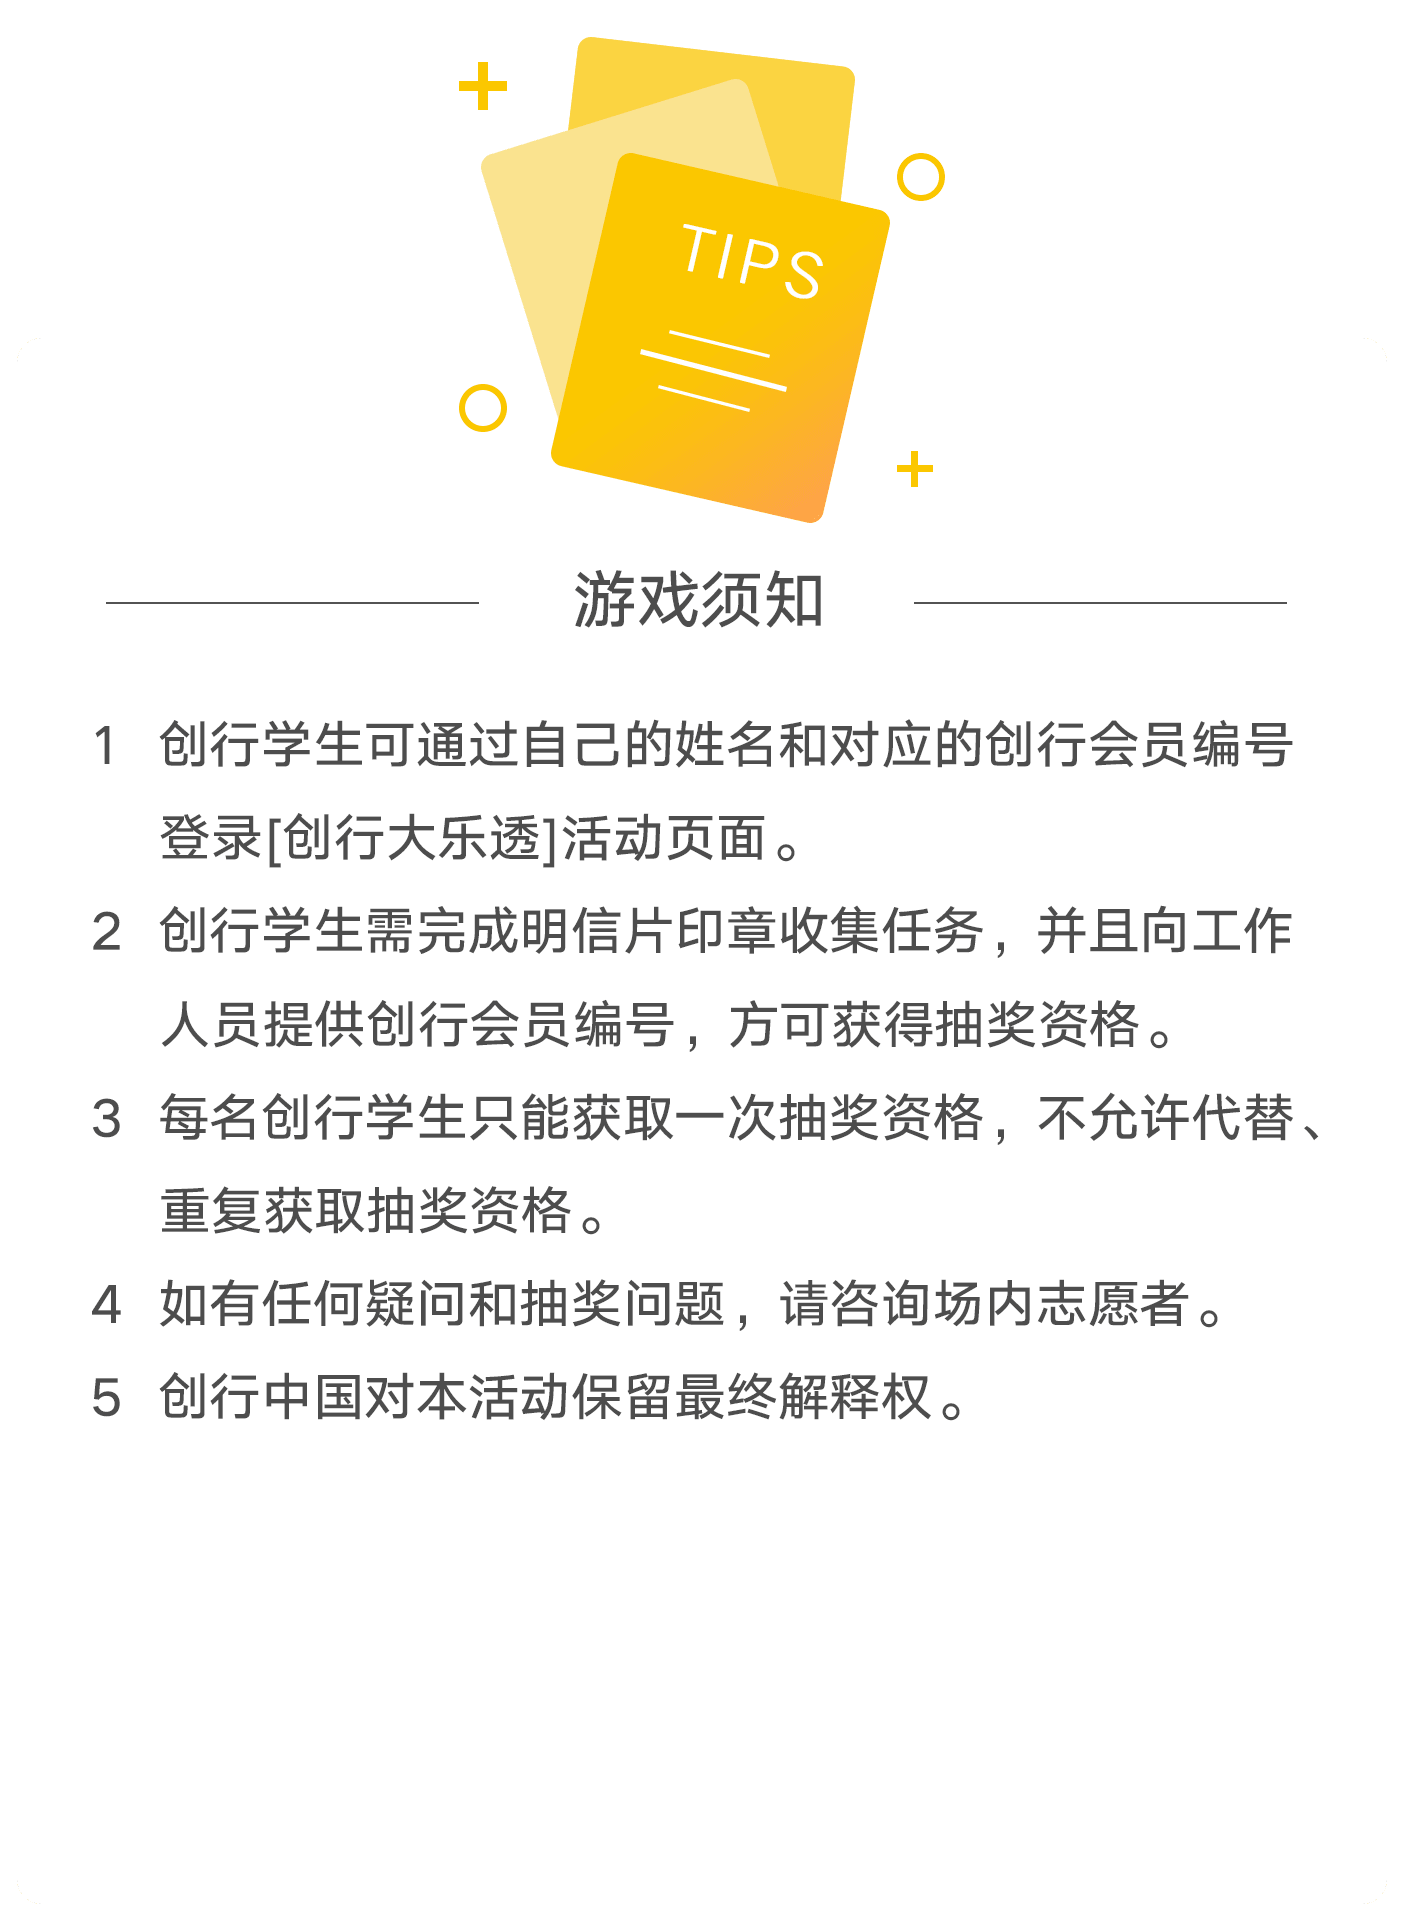 TIPS
游戏须知
1 创行学生可通过自己的姓名和对应的创行会员编号
登录[创行大乐透]活动页面。
2 创行学生需完成明信片印章收集任务，并且向工作
人员提供创行会员编号，方可获得抽奖资格。
3 每名创行学生只能获取一次抽奖资格，不允许代替、
重复获取抽奖资格。
4 如有任何疑问和抽奖问题，请咨询场内志愿者。
5 创行中国对本活动保留最终解释权。